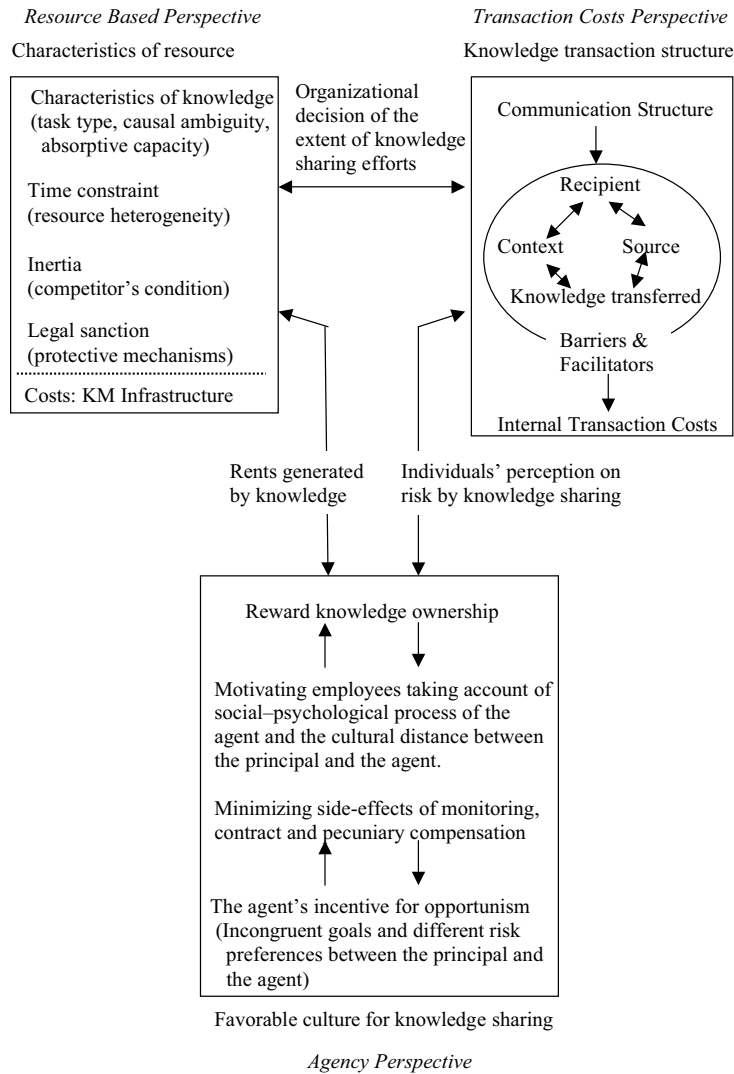 Resource Based Perspective
Characteristics of resource
Characteristics of knowledge
(task type, causal ambiguity,
absorptive capacity)
Time constraint
(resource heterogeneity)
Inertia
(competitor’s condition)
Legal sanction
(protective mechanisms)
Costs: KM Infrastructure
Organizational
decision of the
extent of knowledge
sharing efforts
Transaction Costs Perspective
Knowledge transaction structure
Communication Structure
Recipient
Context
Source
Knowledge transferred
Barriers &
Facilitators
Internal Transaction Costs
Rents generated
by knowledge
Individuals’ perception on
risk by knowledge sharing
Reward knowledge ownership
Motivating employees taking account of
social–psychological process of the
agent and the cultural distance between
the principal and the agent.
Minimizing side-effects of monitoring,
contract and pecuniary compensation
The agent’s incentive for opportunism
(Incongruent goals and different risk
preferences between the principal and
the agent)
Favorable culture for knowledge sharing
Agency Perspective